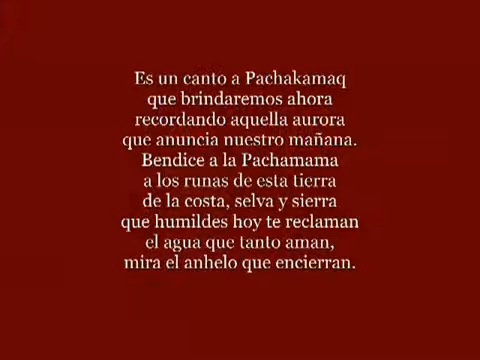 Es un canto a Pachakamaq
que brindaremos ahora
recordando aquella aurora
que anuncia nuestro mañana.
Bendice a la Pachamama
a los runas de esta tierra
de la costa, selva y sierra
que humildes hoy te reclaman
el agua que tanto aman,
mira el anhelo que encierran.